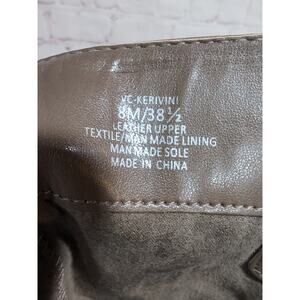 VC-KERIVINI
8M/38½
LEATHER UPPER
TEXTILE/MAN MADE LINING
MAN MADE SOLE
MADE IN CHINA